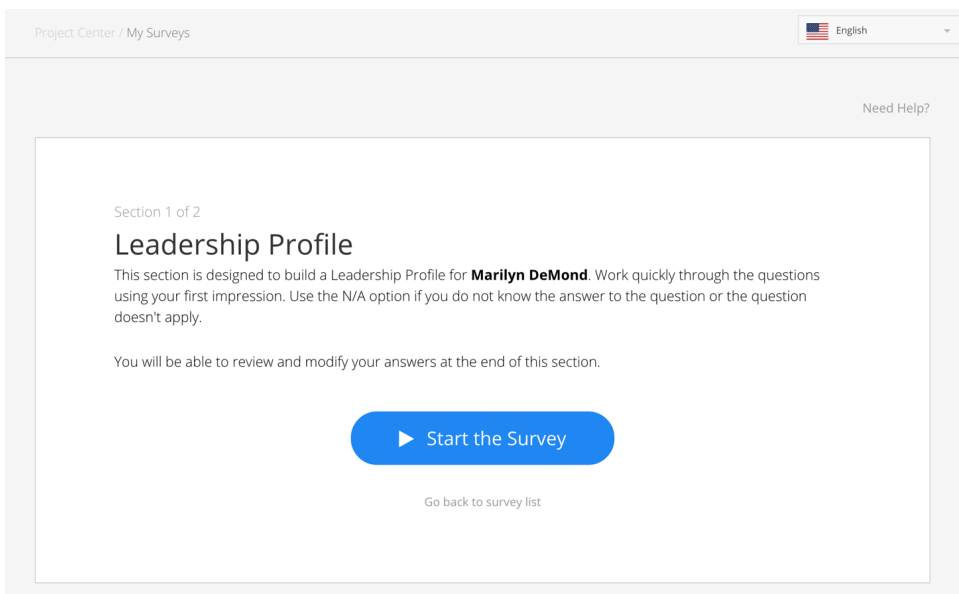 Project Center / My Surveys
English
Need Help?
Section 1 of 2
Leadership Profile
This section is designed to build a Leadership Profile for Marilyn DeMond. Work quickly through the questions
using your first impression. Use the N/A option if you do not know the answer to the question or the question
doesn't apply.
You will be able to review and modify your answers at the end of this section.
Start the Survey
Go back to survey list